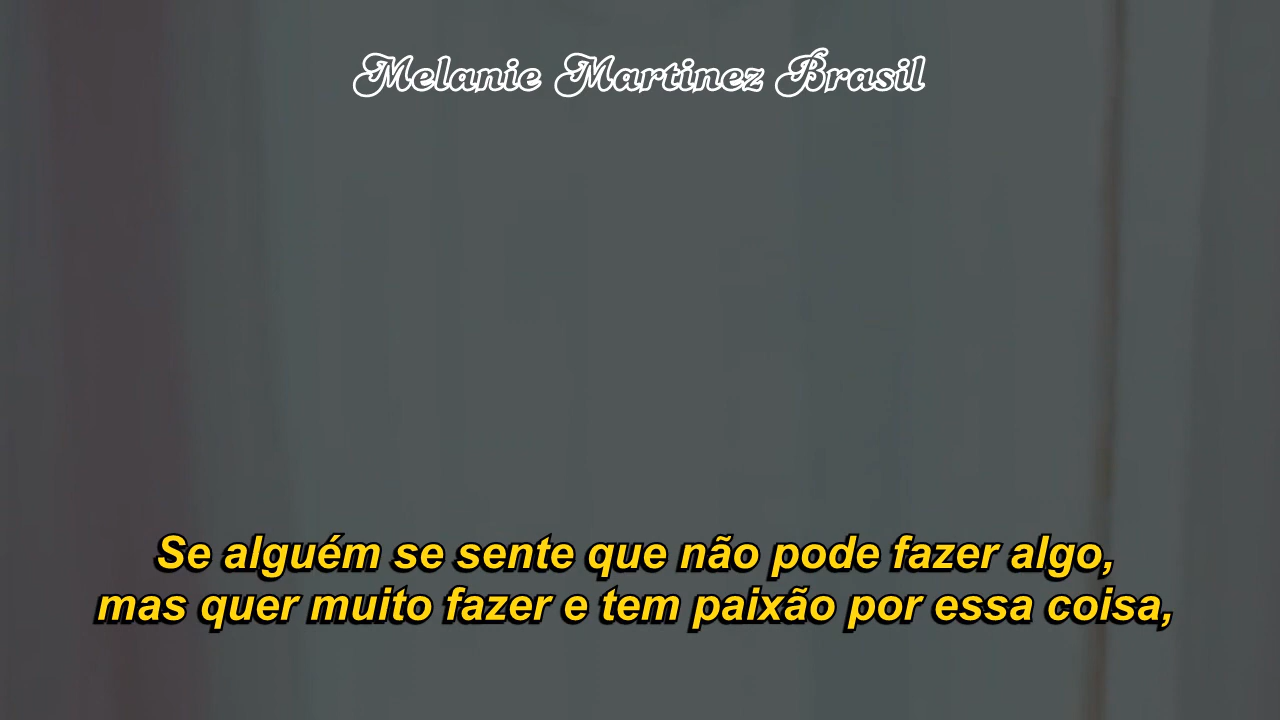 Melanie Martinez Brasil
Se alguém se sente que não pode fazer algo,
mas quer muito fazer e tem paixão por essa coisa,